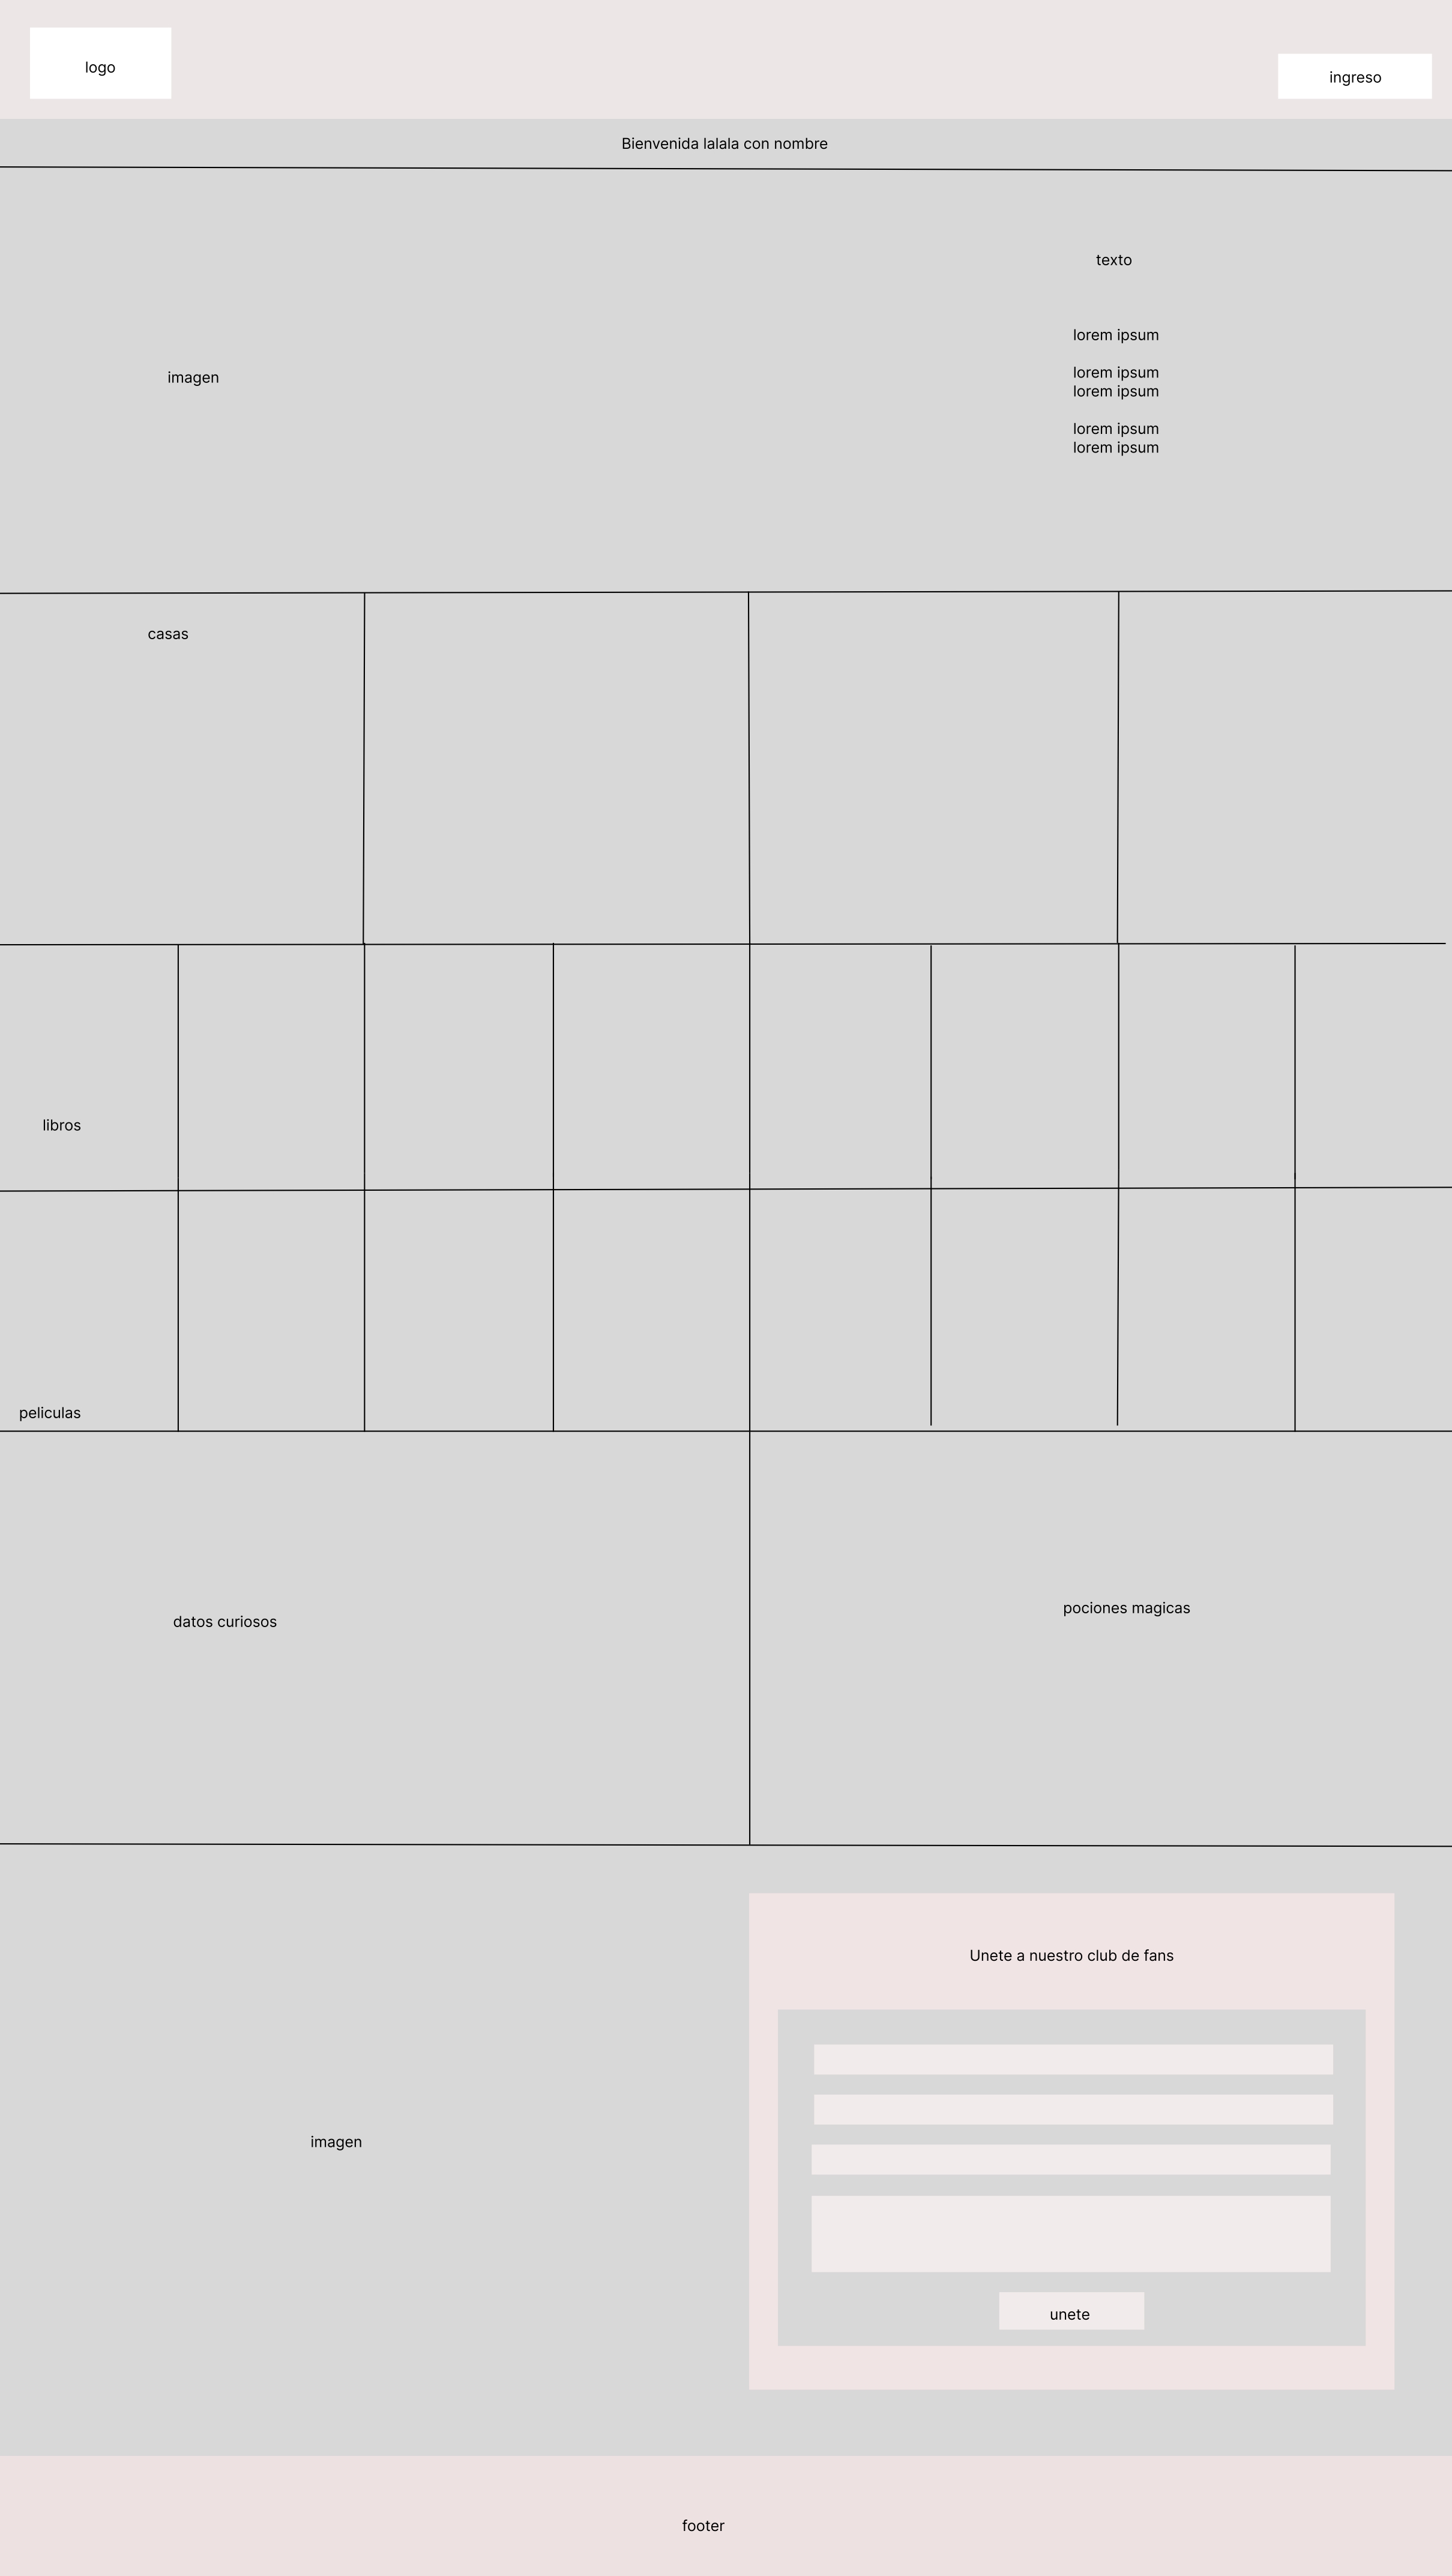 logo
ingreso
Bienvenida lalala con nombre
imagen
texto
lorem ipsum
lorem ipsum
lorem ipsum
lorem ipsum
lorem ipsum
casas
libros
peliculas
datos curiosos
pociones magicas
imagen
Unete a nuestro club de fans
unete
footer